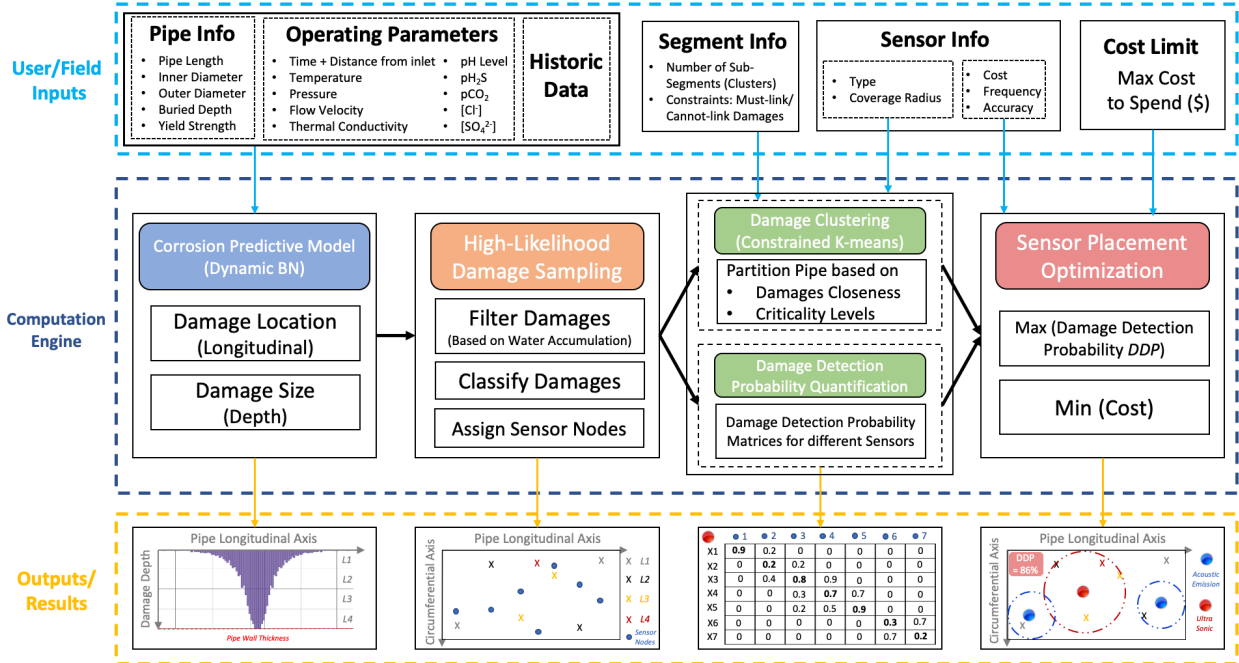 User/Field
Inputs
Pipe Info
• Pipe Length
• Inner Diameter
• Outer Diameter
• Buried Depth
• Yield Strength
Operating Parameters
• Time + Distance from inlet
• Temperature
• Pressure
• Flow Velocity
• Thermal Conductivity
• pH Level
• pH₂S
• pCO₂
• [Cl⁻]
• [SO₄²⁻]
Historic
Data
Segment Info
• Number of Sub-
Segments (Clusters)
• Constraints: Must-link/
Cannot-link Damages
Sensor Info
• Type
• Coverage Radius
• Cost
• Frequency
• Accuracy
Cost Limit
Max Cost
to Spend ($)
Computation
Engine
Corrosion Predictive Model
(Dynamic BN)
Damage Location
(Longitudinal)
Damage Size
(Depth)
High-Likelihood
Damage Sampling
Filter Damages
(Based on Water Accumulation)
Classify Damages
Assign Sensor Nodes
Damage Clustering
(Constrained K-means)
Partition Pipe based on
• Damages Closeness
• Criticality Levels
Damage Detection
Probability Quantification
Damage Detection Probability
Matrices for different Sensors
Sensor Placement
Optimization
Max (Damage Detection
Probability DDP)
Min (Cost)
Outputs/
Results
Pipe Longitudinal Axis
Damage Depth
L1
L2
L3
L4
Pipe Wall Thickness
Pipe Longitudinal Axis
Circumferential Axis
X X X X X X X
X L1
X L2
X L3
X L4
Sensor
Nodes
1 2 3 4 5 6 7
X1 0.9 0.2 0 0 0 0 0
X2 0 0.2 0.2 0 0 0 0
X3 0 0.4 0.8 0.9 0 0 0
X4 0 0 0.3 0.7 0.7 0 0
X5 0 0 0.2 0.5 0.9 0 0
X6 0 0 0 0 0 0.3 0.7
X7 0 0 0 0 0 0.7 0.2
Pipe Longitudinal Axis
Circumferential Axis
DDP
= 86%
X X X X X X X
Acoustic
Emission
Ultra
Sonic